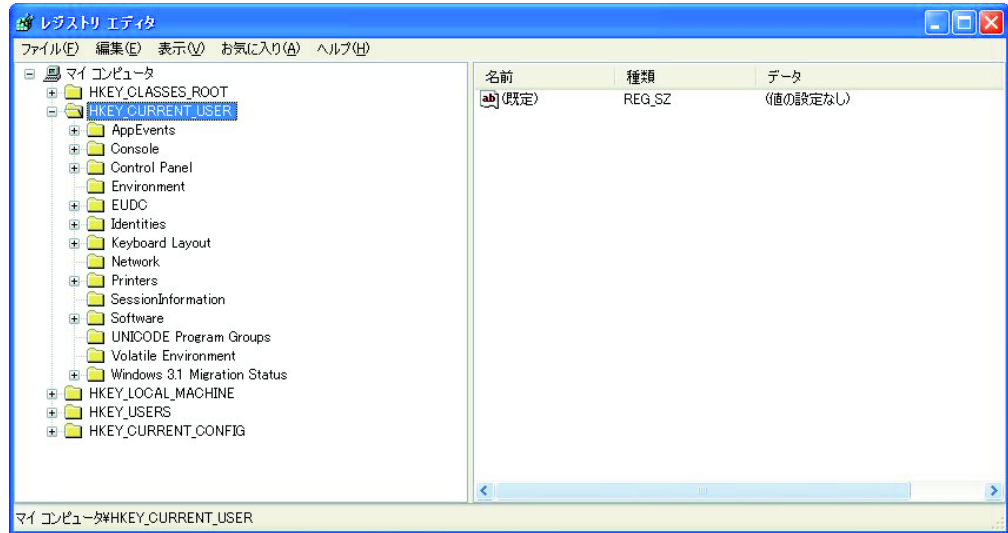 レジストリ エディタ
ファイル(F) 編集(E) 表示(V) お気に入り(A) ヘルプ(H)
マイ コンピュータ
HKEY_CLASSES_ROOT
HKEY_CURRENT_USER
AppEvents
Console
Control Panel
Environment
EUDC
Identities
Keyboard Layout
Network
Printers
SessionInformation
Software
UNICODE Program Groups
Volatile Environment
Windows 3.1 Migration Status
HKEY_LOCAL_MACHINE
HKEY_USERS
HKEY_CURRENT_CONFIG
名前 種類 データ
ab (既定) REG_SZ (値の設定なし)
マイ コンピュータ¥HKEY_CURRENT_USER